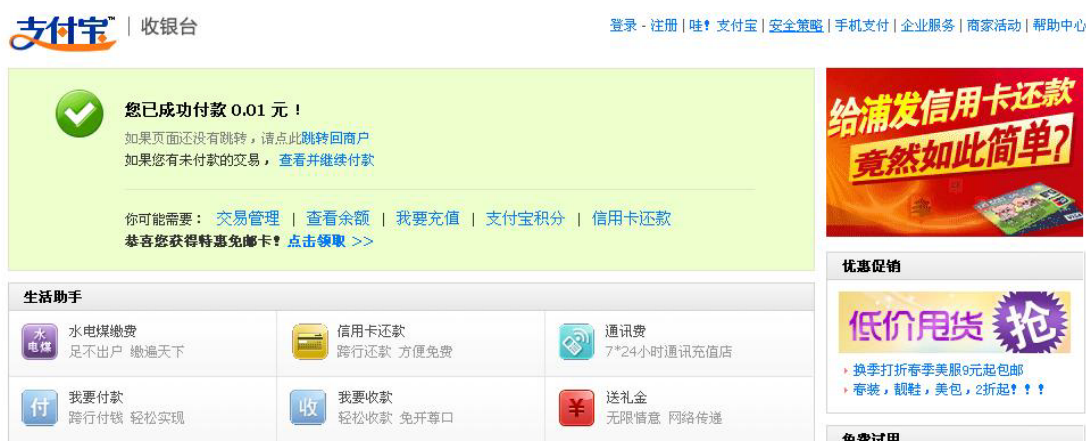 支付宝™ | 收银台
登录 - 注册 | 哇! 支付宝 | 安全策略 | 手机支付 | 企业服务 | 商家活动 | 帮助中心
您已成功付款 0.01 元！
如果页面还没有跳转，请点此跳转回商户
如果您有未付款的交易，查看并继续付款
你可能需要： 交易管理 | 查看余额 | 我要充值 | 支付宝积分 | 信用卡还款
恭喜您获得特惠免邮卡! 点击领取 >>
给浦发信用卡还款
竟然如此简单?
生活助手
水
电煤
水电煤缴费
足不出户 缴遍天下
信用卡还款
跨行还款 方便免费
通讯费
7*24小时通讯充值店
付
我要付款
跨行付钱 轻松实现
收
我要收款
轻松收款 免开尊口
¥
送礼金
无限情意 网络传递
优惠促销
低价甩货 抢
换季打折春季美服9元起包邮
春装，靓鞋，美包，2折起! ! !
免费试用